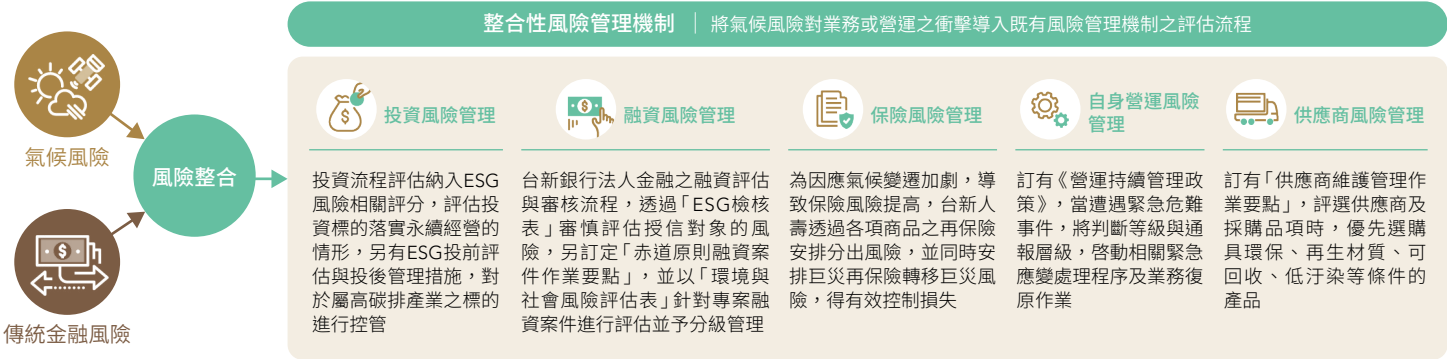 整合性風險管理機制｜將氣候風險對業務或營運之衝擊導入既有風險管理機制之評估流程
氣候風險
風險整合
傳統金融風險
投資風險管理
投資流程評估納入ESG
風險相關評分，評估投
資標的落實永續經營的
情形，另有ESG投前評
估與投後管理措施，對
於屬高碳排產業之標的
進行控管
融資風險管理
台新銀行法人金融之融資評估
與審核流程，透過「ESG檢核
表」審慎評估授信對象的風
險，另訂定「赤道原則融資案
件作業要點」，並以「環境與
社會風險評估表」針對專案融
資案件進行評估並予分級管理
保險風險管理
為因應氣候變遷加劇，導
致保險風險提高，台新人
壽透過各項商品之再保險
安排分出風險，並同時安
排巨災再保險轉移巨災風
險，得有效控制損失
自身營運風險
管理
訂有《營運持續管理政
策》，當遭遇緊急危難
事件，將判斷等級與通
報層級，啓動相關緊急
應變處理程序及業務復
原作業
供應商風險管理
訂有「供應商維護管理作
業要點」，評選供應商及
採購品項時，優先選購
具環保、再生材質、可
回收、低汙染等條件的
產品